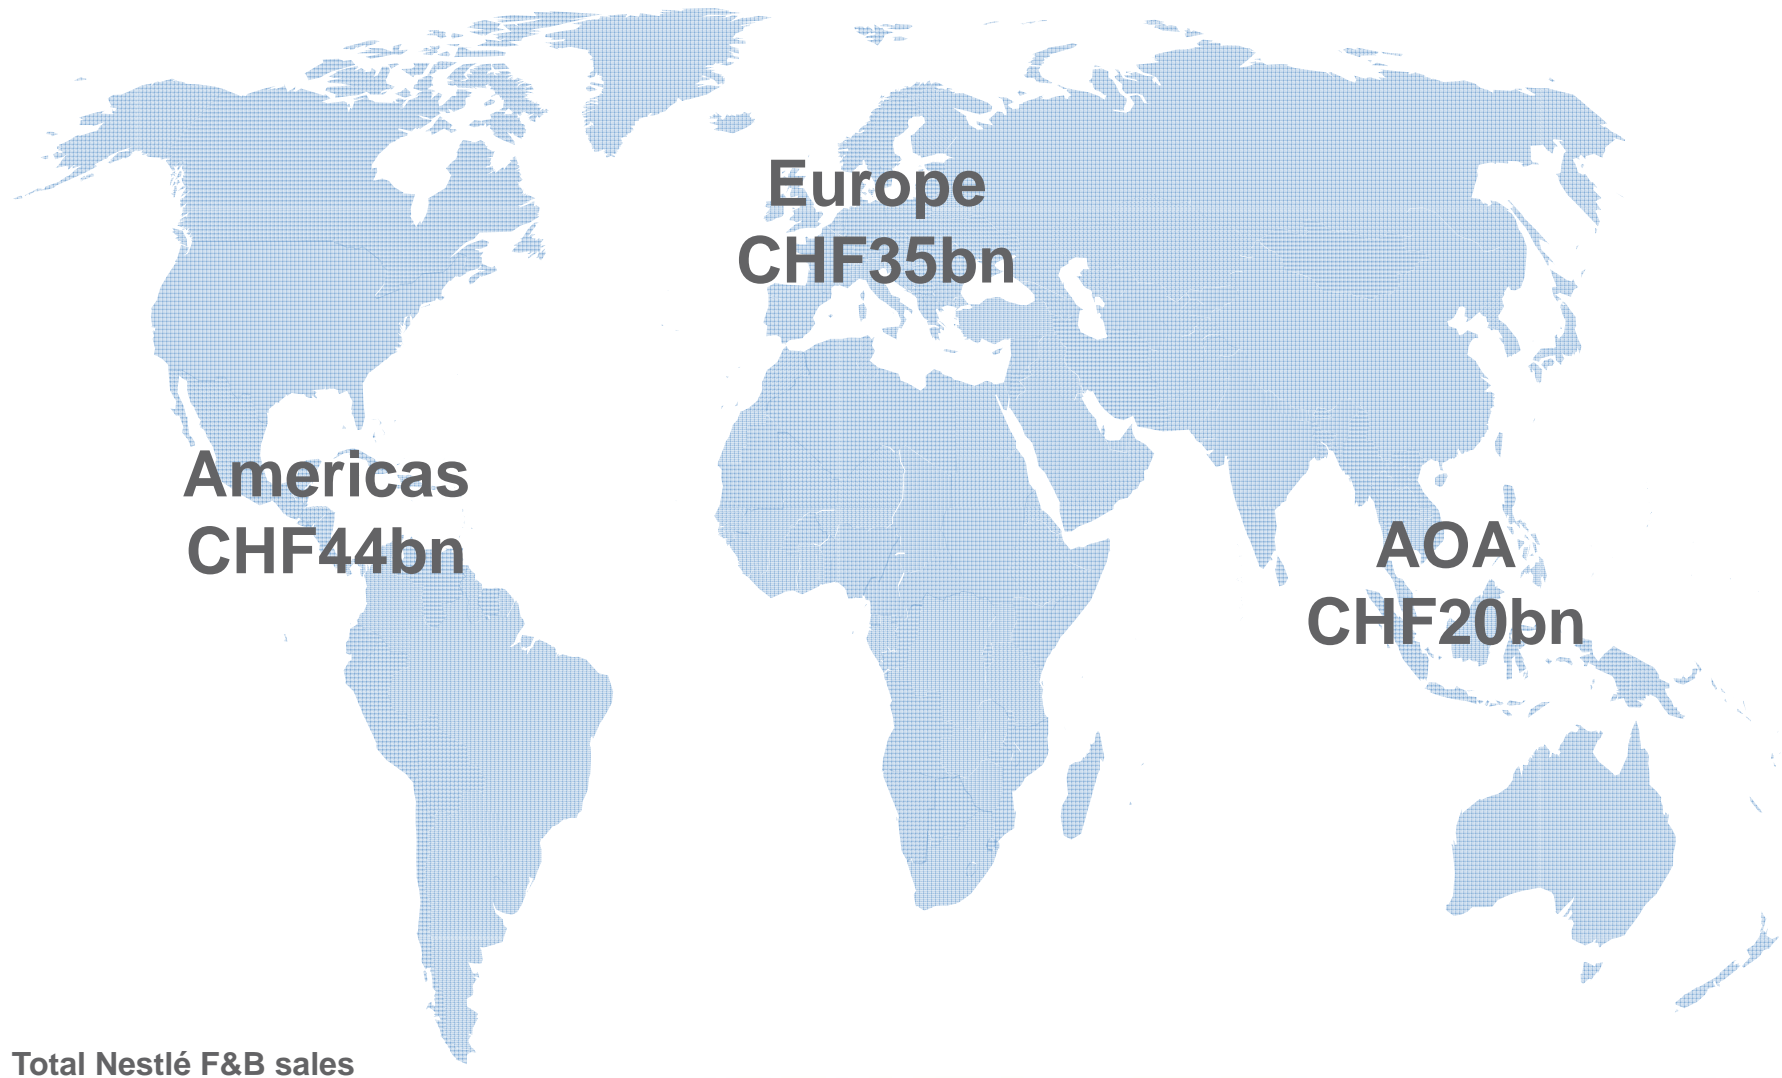 Europe
CHF35bn
Americas
CHF44bn
AOA
CHF20bn
Total Nestlé F&B sales